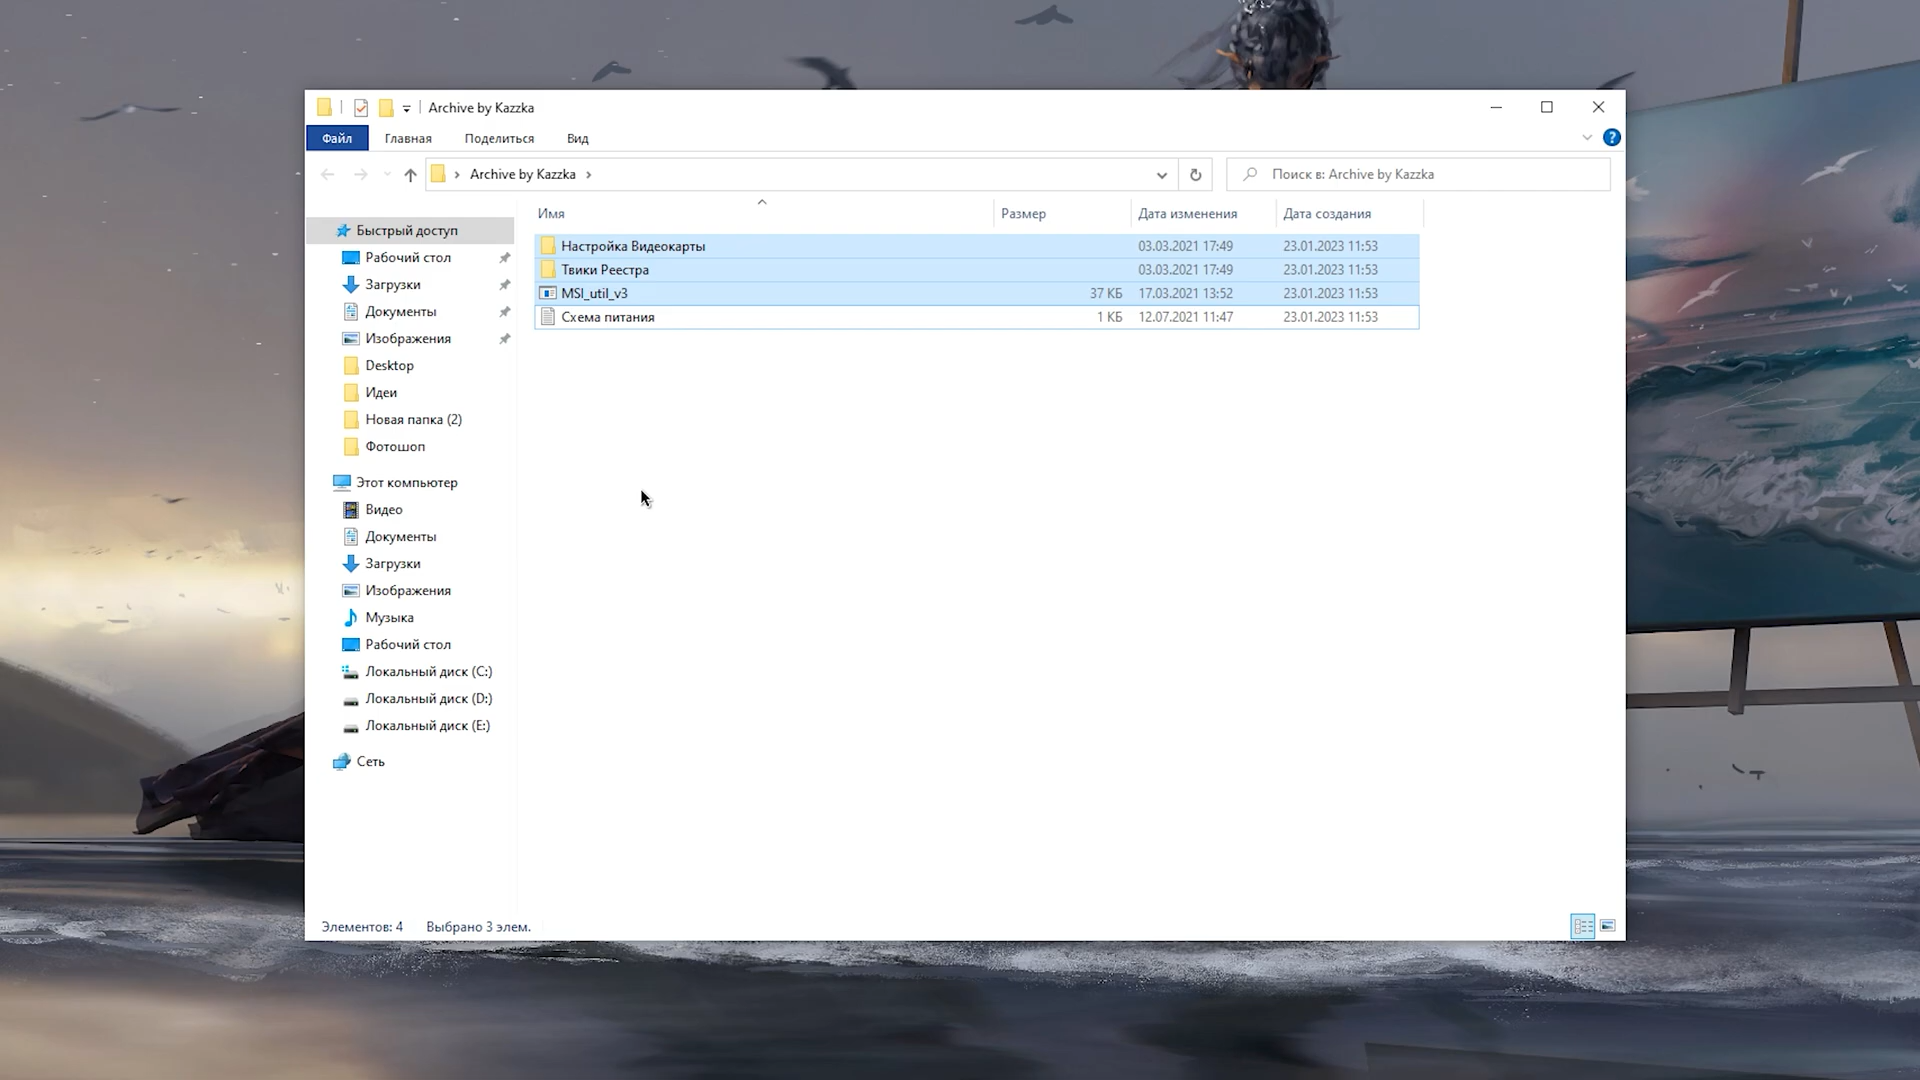 Archive by Kazzka
Файл Главная Поделиться Вид
Archive by Kazzka
Поиск в: Archive by Kazzka
Имя Размер Дата изменения Дата создания
Настройка Видеокарты 03.03.2021 17:49 23.01.2023 11:53
Твики Реестра 03.03.2021 17:49 23.01.2023 11:53
MSI_util_v3 37 КБ 17.03.2021 13:52 23.01.2023 11:53
Схема питания 1 КБ 12.07.2021 11:47 23.01.2023 11:53
Быстрый доступ
Рабочий стол
Загрузки
Документы
Изображения
Desktop
Идеи
Новая папка (2)
Фотошоп
Этот компьютер
Видео
Документы
Загрузки
Изображения
Музыка
Рабочий стол
Локальный диск (C:)
Локальный диск (D:)
Локальный диск (E:)
Сеть
Элементов: 4 Выбрано 3 элем.